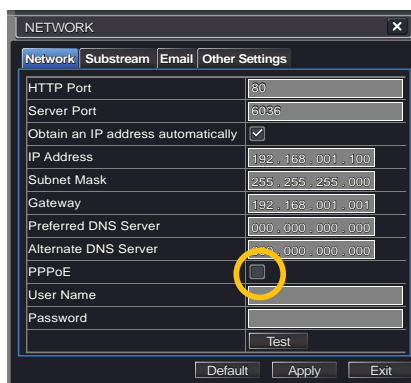 NETWORK X
Network Substream Email Other Settings
HTTP Port 80
Server Port 6036
Obtain an IP address automatically
IP Address 192 . 168 . 001 . 100
Subnet Mask 255 . 255 . 255 . 000
Gateway 192 . 168 . 001 . 001
Preferred DNS Server 000 . 000 . 000 . 000
Alternate DNS Server 000 . 000 . 000 . 000
PPPoE
User Name
Password
Test
Default Apply Exit